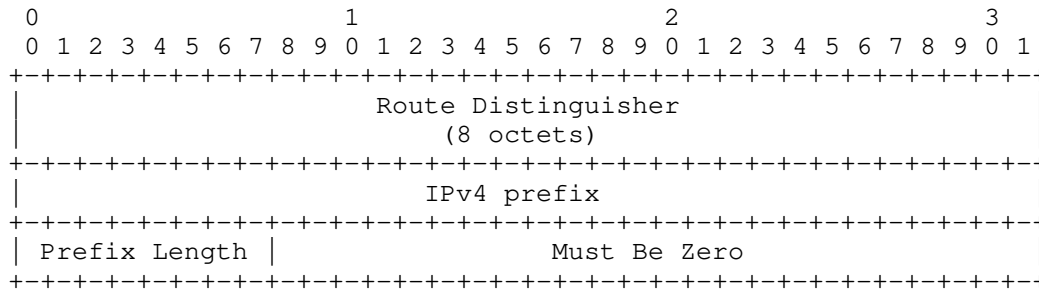 0                   1                   2                   3
 0 1 2 3 4 5 6 7 8 9 0 1 2 3 4 5 6 7 8 9 0 1 2 3 4 5 6 7 8 9 0 1
+-+-+-+-+-+-+-+-+-+-+-+-+-+-+-+-+-+-+-+-+-+-+-+-+-+-+-+-+-+-+-+--
|                     Route Distinguisher
|                         (8 octets)
+-+-+-+-+-+-+-+-+-+-+-+-+-+-+-+-+-+-+-+-+-+-+-+-+-+-+-+-+-+-+-+--
|                        IPv4 prefix
+-+-+-+-+-+-+-+-+-+-+-+-+-+-+-+-+-+-+-+-+-+-+-+-+-+-+-+-+-+-+-+--
| Prefix Length |                Must Be Zero
+-+-+-+-+-+-+-+-+-+-+-+-+-+-+-+-+-+-+-+-+-+-+-+-+-+-+-+-+-+-+-+--